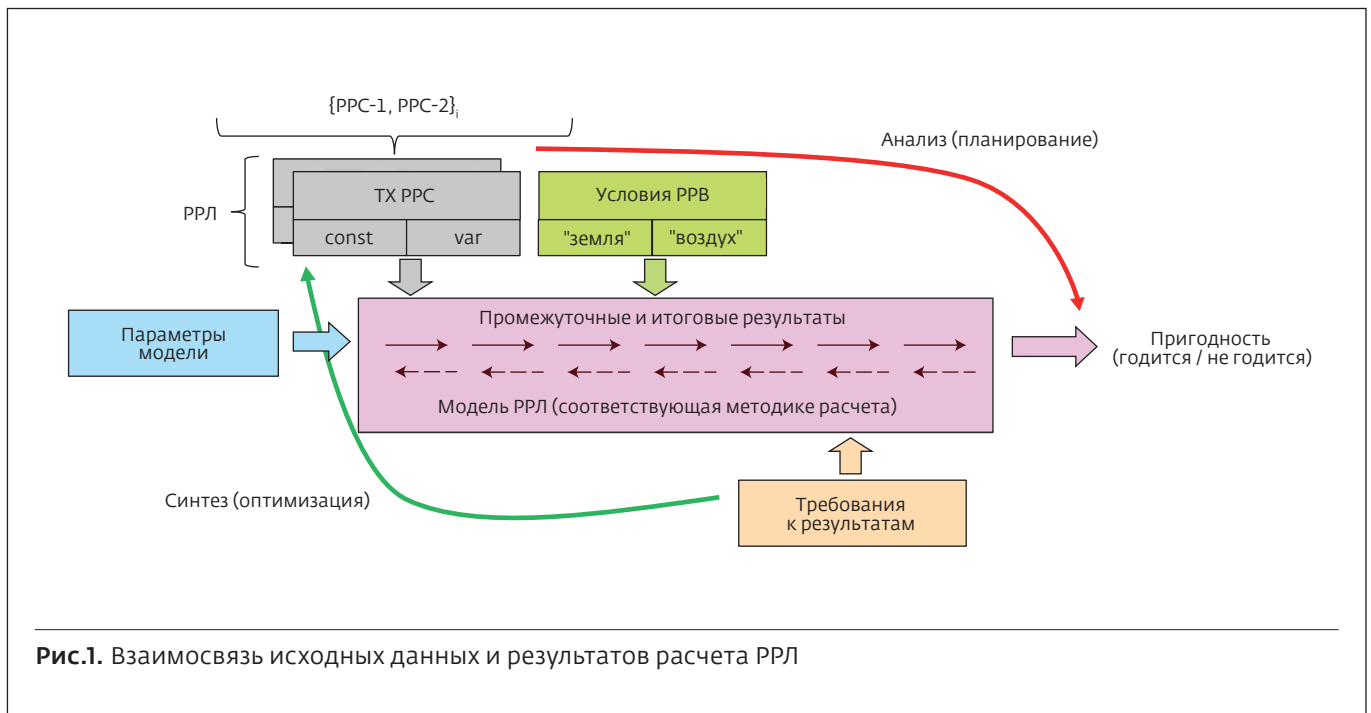 {РРС-1, РРС-2}i
Анализ (планирование)
РРЛ
ТХ РРС
const
var
Условия РРВ
"земля"
"воздух"
Параметры
модели
Промежуточные и итоговые результаты
Модель РРЛ (соответствующая методике расчета)
Пригодность
(годится / не годится)
Синтез (оптимизация)
Требования
к результатам
Рис.1. Взаимосвязь исходных данных и результатов расчета РРЛ